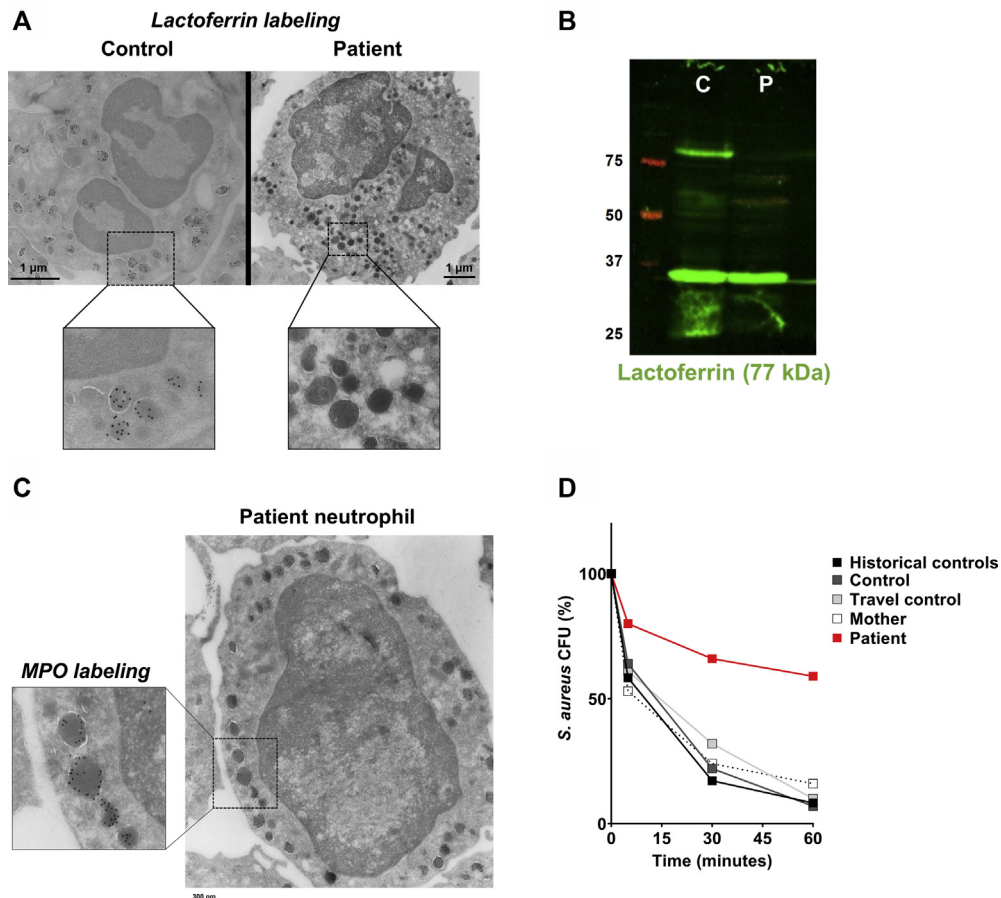 A
Lactoferrin labeling
Control
Patient
1 µm
1 µm
B
C
P
75
50
37
25
Lactoferrin (77 kDa)
C
Patient neutrophil
MPO labeling
300 nm
D
100
50
0
0
15
30
45
60
S. aureus CFU (%)
Time (minutes)
Historical controls
Control
Travel control
Mother
Patient